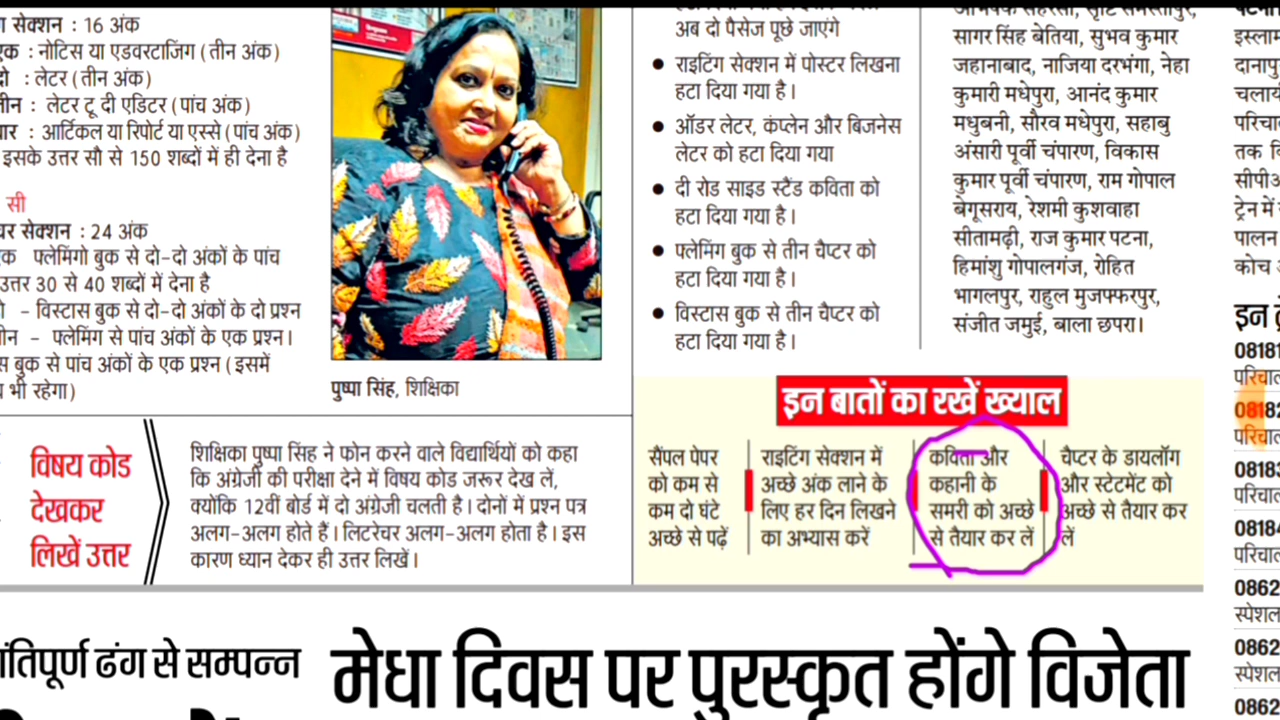 सेक्शन : 16 अंक
: नोटिस या एडवरटाजिंग (तीन अंक)
: लेटर (तीन अंक)
: लेटर टू दी एडिटर (पांच अंक)
: आर्टिकल या रिपोर्ट या एस्से (पांच अंक)
इसके उत्तर सौ से 150 शब्दों में ही देना है
सी
सेक्शन : 24 अंक
फ्लेमिंगो बुक से दो-दो अंकों के पांच
उत्तर 30 से 40 शब्दों में देना है
- विस्टास बुक से दो-दो अंकों के दो प्रश्न
- फ्लेमिंग से पांच अंकों के एक प्रश्न।
बुक से पांच अंकों के एक प्रश्न (इसमें
भी रहेगा)
पुष्पा सिंह, शिक्षिका
अब दो पैसेज पूछे जाएंगे
● राइटिंग सेक्शन में पोस्टर लिखना
हटा दिया गया है।
● ऑडर लेटर, कंप्लेन और बिजनेस
लेटर को हटा दिया गया
● दी रोड साइड स्टैंड कविता को
हटा दिया गया है।
● फ्लेमिंग बुक से तीन चैप्टर को
हटा दिया गया है।
● विस्टास बुक से तीन चैप्टर को
हटा दिया गया है।
सागर सिंह बेतिया, सुभव कुमार
जहानाबाद, नाजिया दरभंगा, नेहा
कुमारी मधेपुरा, आनंद कुमार
मधुबनी, सौरव मधेपुरा, सहाबु
अंसारी पूर्वी चंपारण, विकास
कुमार पूर्वी चंपारण, राम गोपाल
बेगूसराय, रेशमी कुशवाहा
सीतामढ़ी, राज कुमार पटना,
हिमांशु गोपालगंज, रोहित
भागलपुर, राहुल मुजफ्फरपुर,
संजीत जमुई, बाला छपरा।
विषय कोड
देखकर
लिखें उत्तर
शिक्षिका पुष्पा सिंह ने फोन करने वाले विद्यार्थियों को कहा
कि अंग्रेजी की परीक्षा देने में विषय कोड जरूर देख लें,
क्योंकि 12वीं बोर्ड में दो अंग्रेजी चलती है। दोनों में प्रश्न पत्र
अलग-अलग होते हैं। लिटरेचर अलग-अलग होता है। इस
कारण ध्यान देकर ही उत्तर लिखें।
इन बातों का रखें ख्याल
सैंपल पेपर
को कम से
कम दो घंटे
अच्छे से पढ़ें
राइटिंग सेक्शन में
अच्छे अंक लाने के
लिए हर दिन लिखने
का अभ्यास करें
कविता और
कहानी के
समरी को अच्छे
से तैयार कर लें
चैप्टर के डायलॉग
और स्टेटमेंट को
अच्छे से तैयार कर
लें
तक
ट्रेन में
पालन
कोच
इन
0818
परिचाल
0818
परिचाल
0818
परिचाल
0818
परिचाल
0862
स्पेशल
0862
स्पेशल
0862
ढंग से सम्पन्न
मेधा दिवस पर पुरस्कृत होंगे विजेता